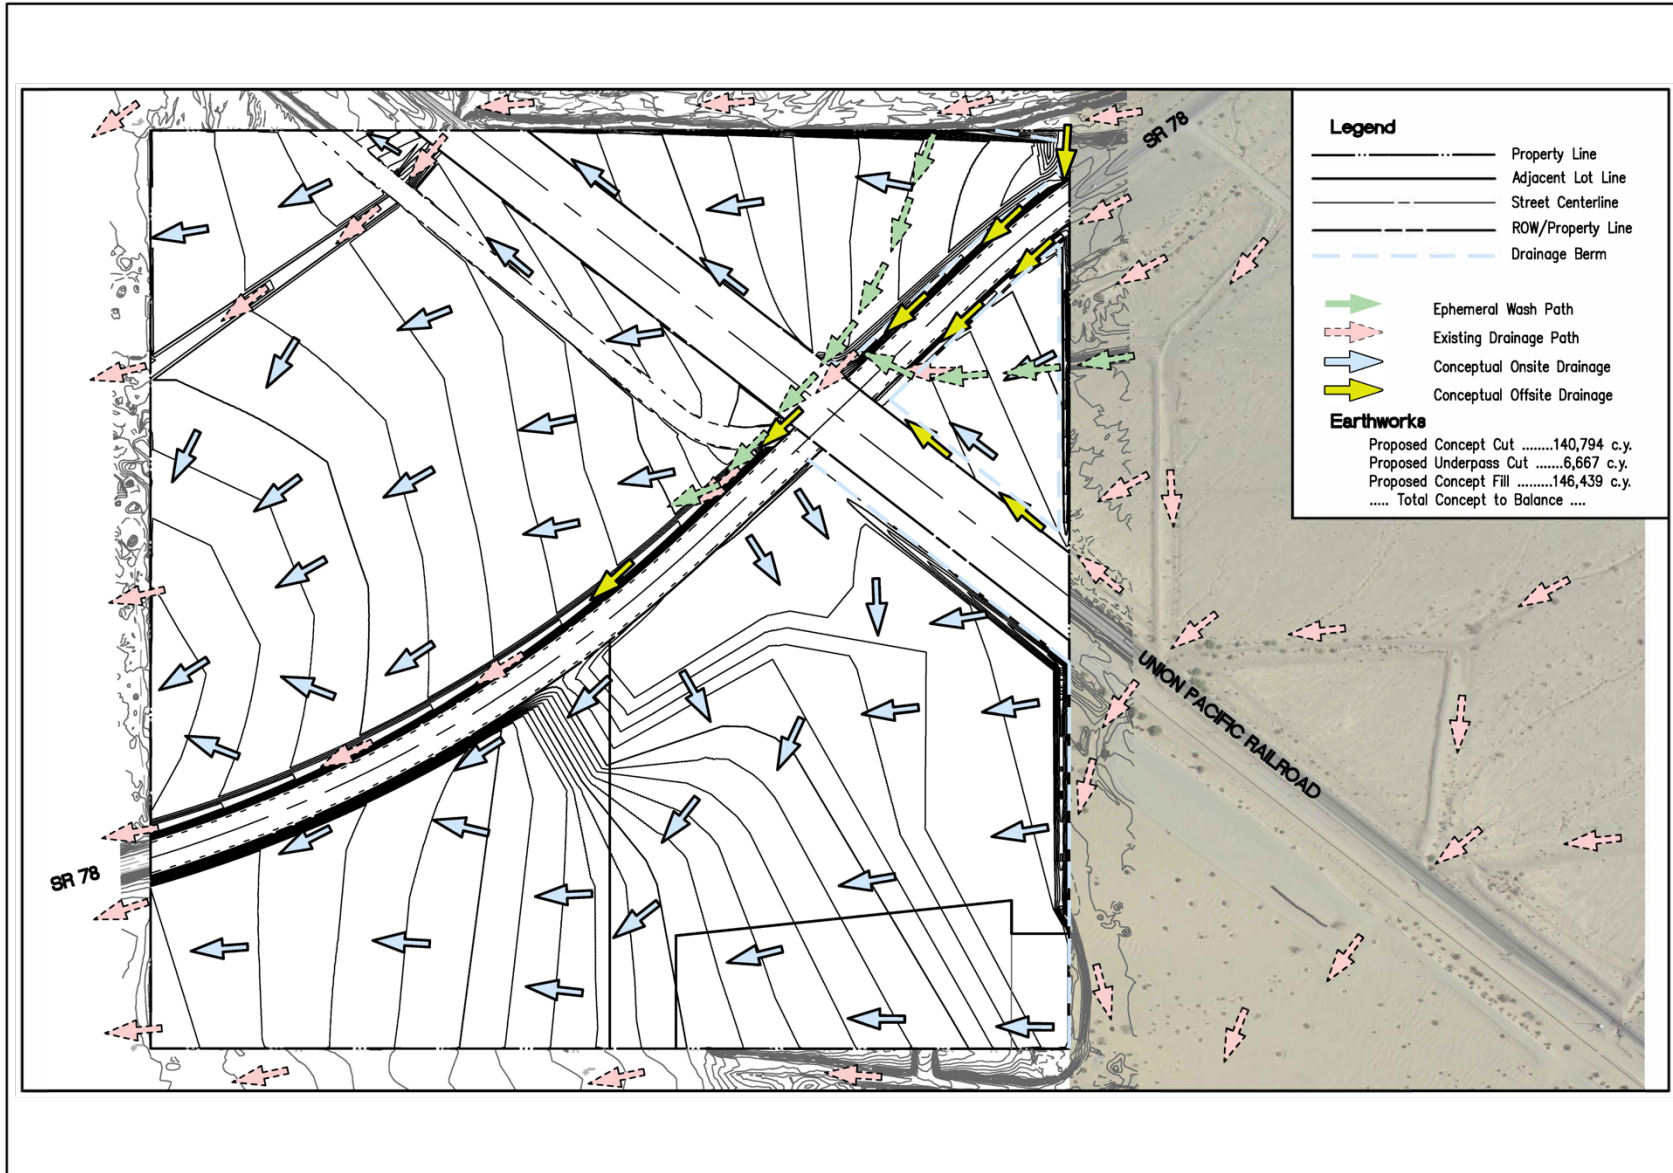 Legend
Property Line
Adjacent Lot Line
Street Centerline
ROW/Property Line
Drainage Berm
Ephemeral Wash Path
Existing Drainage Path
Conceptual Onsite Drainage
Conceptual Offsite Drainage
Earthworks
Proposed Concept Cut ........140,794 c.y.
Proposed Underpass Cut .......6,667 c.y.
Proposed Concept Fill .........146,439 c.y.
..... Total Concept to Balance ....
SR 78
UNION PACIFIC RAILROAD
SR 78